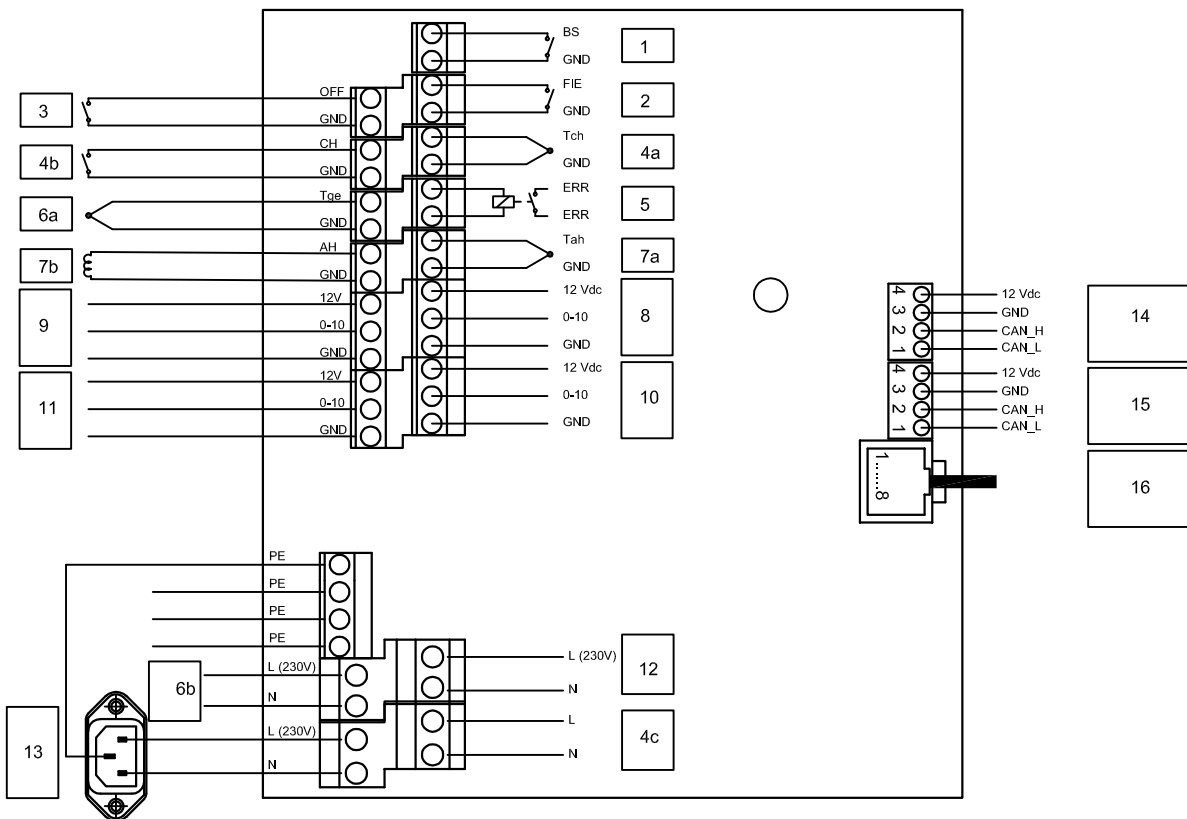 BS
1
GND
FIE
2
GND
3
OFF
GND
4b
CH
GND
Tch
4a
GND
6a
Tge
GND
ERR
5
ERR
7b
AH
GND
Tah
7a
GND
9
12V
0-10
GND
12 Vdc
8
0-10
GND
11
12V
0-10
GND
12 Vdc
10
0-10
GND
4
3
2
1
12 Vdc
GND
CAN_H
CAN_L
14
4
3
2
1
12 Vdc
GND
CAN_H
CAN_L
15
1......8
16
PE
PE
PE
PE
6b
L (230V)
N
L (230V)
N
12
13
L (230V)
N
L
N
4c